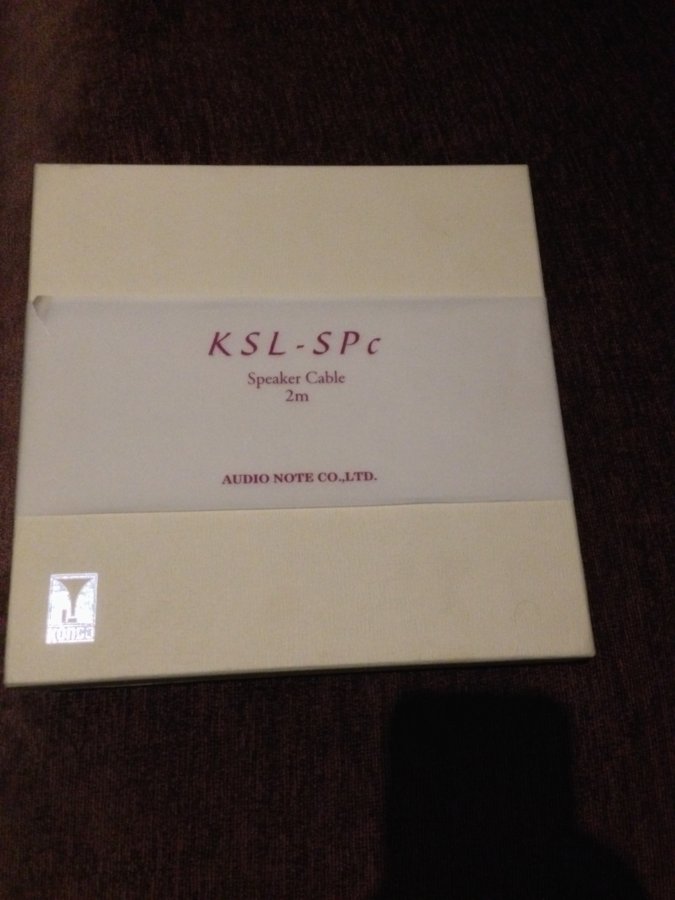 KSL-SPc
Speaker Cable
2m
AUDIO NOTE CO.,LTD.